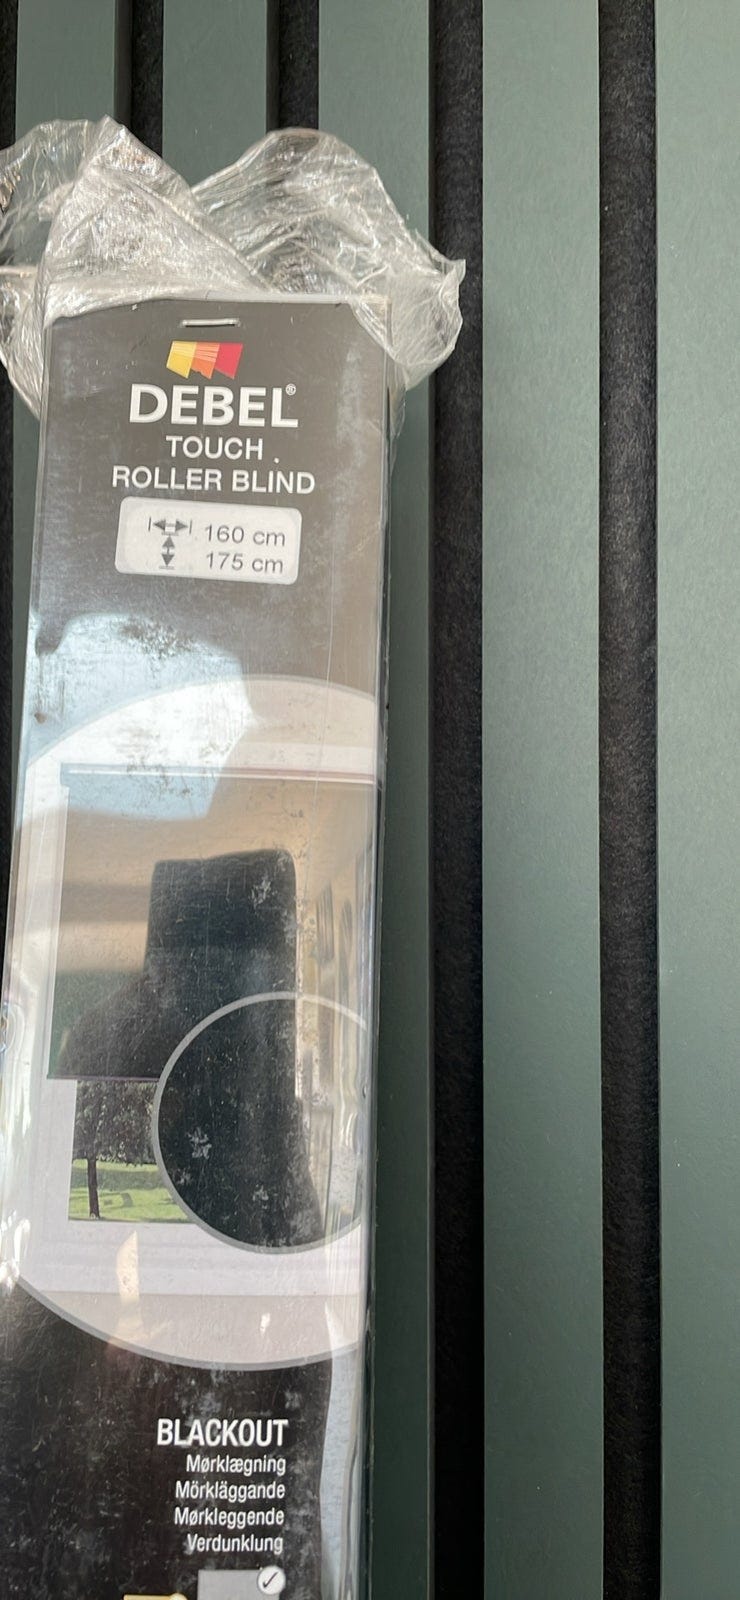 DEBEL®
TOUCH
ROLLER BLIND
160 cm
175 cm
BLACKOUT
Mørklægning
Mörkläggande
Mørkleggende
Verdunklung